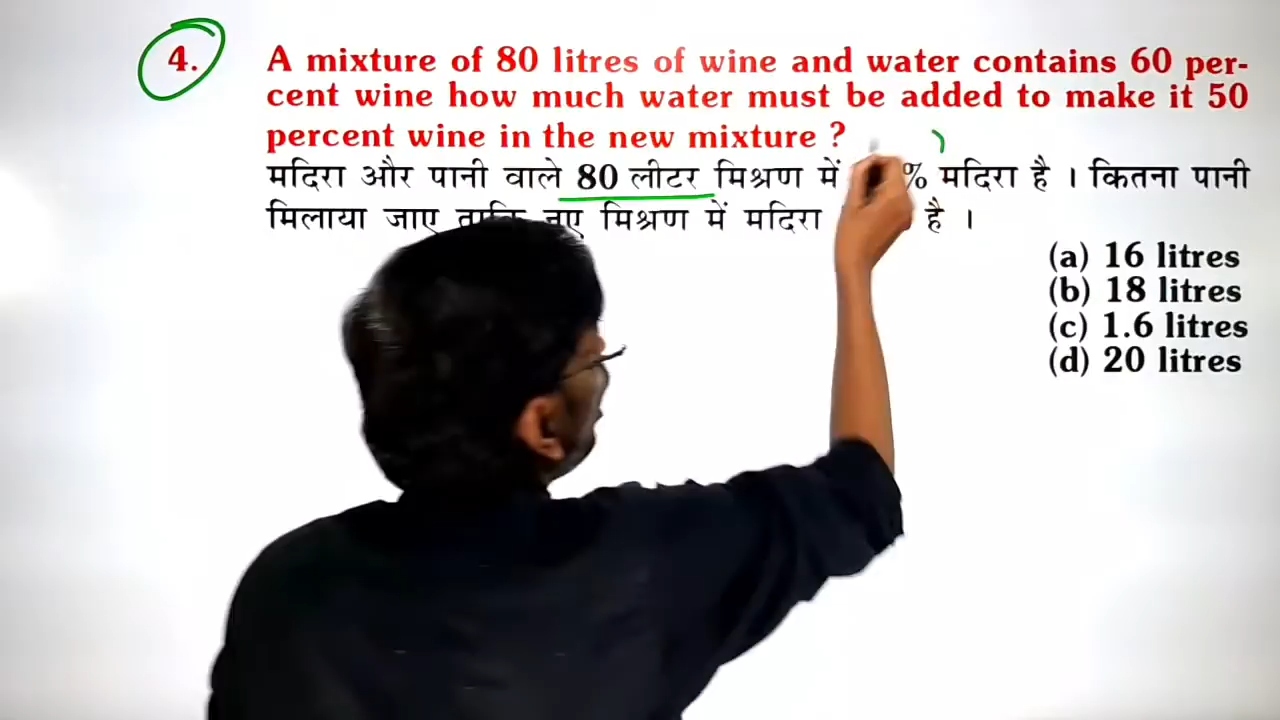 4. A mixture of 80 litres of wine and water contains 60 per-
cent wine how much water must be added to make it 50
percent wine in the new mixture ?
मदिरा और पानी वाले 80 लीटर मिश्रण में % मदिरा है । कितना पानी
मिलाया जाए नए मिश्रण में मदिरा है ।
(a) 16 litres
(b) 18 litres
(c) 1.6 litres
(d) 20 litres